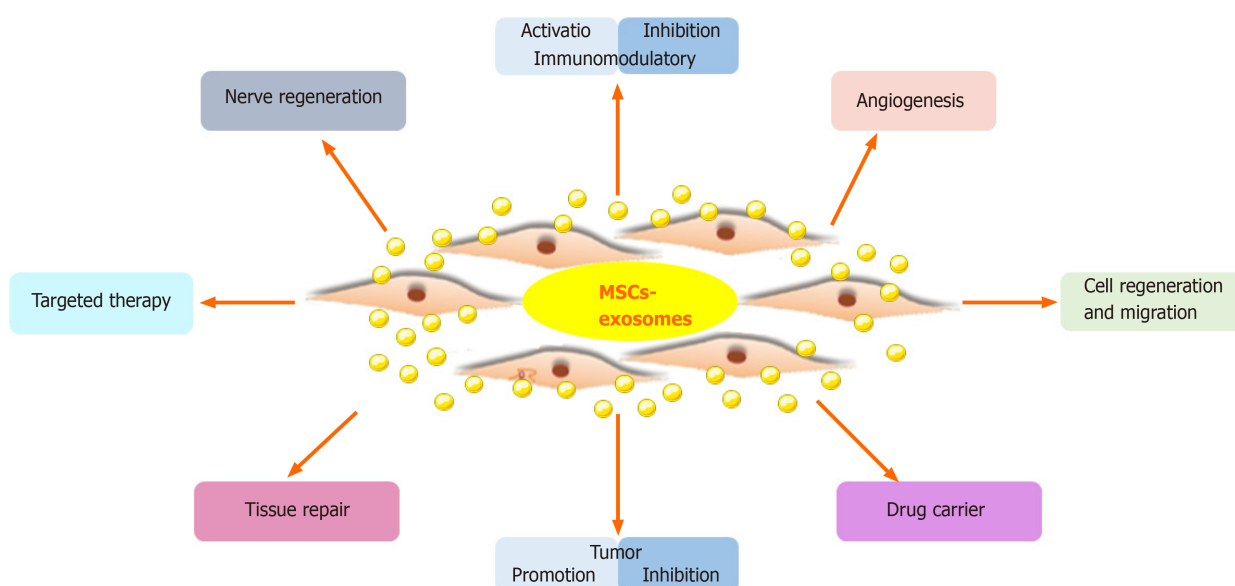 Activatio Inhibition
Immunomodulatory
Nerve regeneration
Angiogenesis
Targeted therapy
MSCs-
exosomes
Cell regeneration
and migration
Tissue repair
Drug carrier
Tumor
Promotion Inhibition